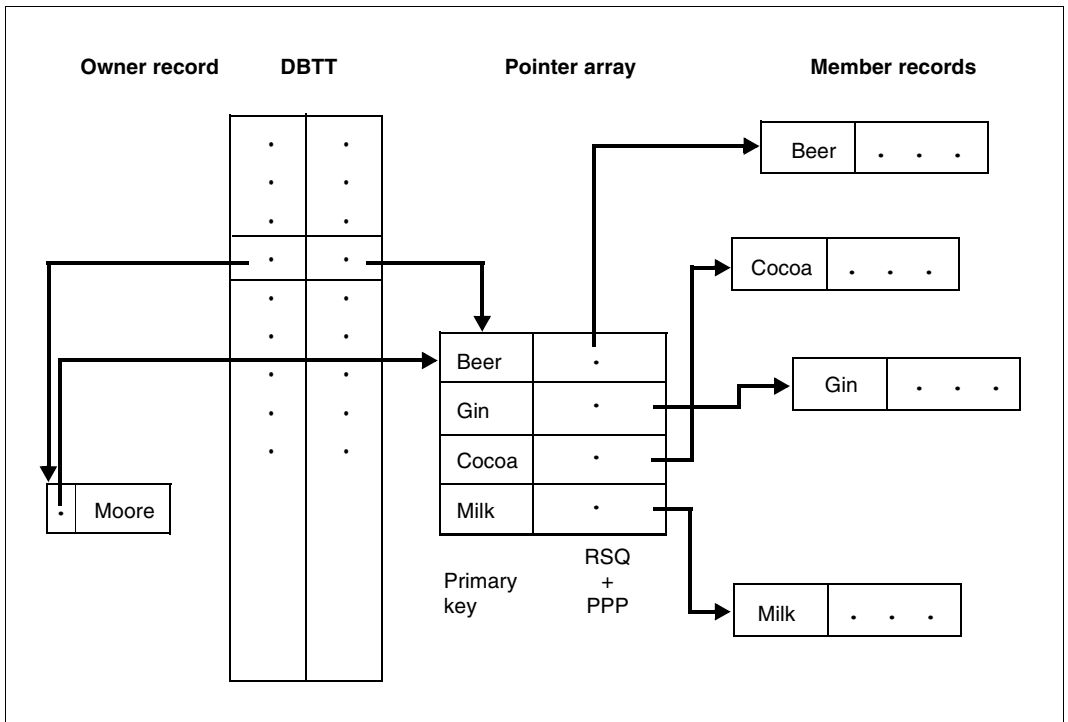 Owner record
DBTT
Pointer array
Member records
Beer . . .
Cocoa . . .
Gin . . .
Milk . . .
Moore
Beer
Gin
Cocoa
Milk
Primary
key
RSQ
+
PPP